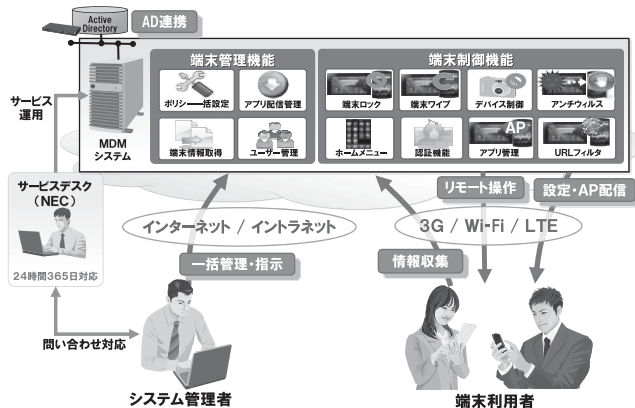 Active
Directory
AD連携
端末管理機能
端末制御機能
ポリシー一括設定
アプリ配信管理
端末ロック
端末ワイプ
デバイス制御
アンチウィルス
サービス
運用
MDM
システム
端末情報取得
ユーザー管理
ホームメニュー
認証機能
AP
アプリ管理
URLフィルタ
サービスデスク
(NEC)
24時間365日対応
リモート操作
設定・AP配信
インターネット / イントラネット
3G / Wi-Fi / LTE
一括管理・指示
情報収集
問い合わせ対応
システム管理者
端末利用者